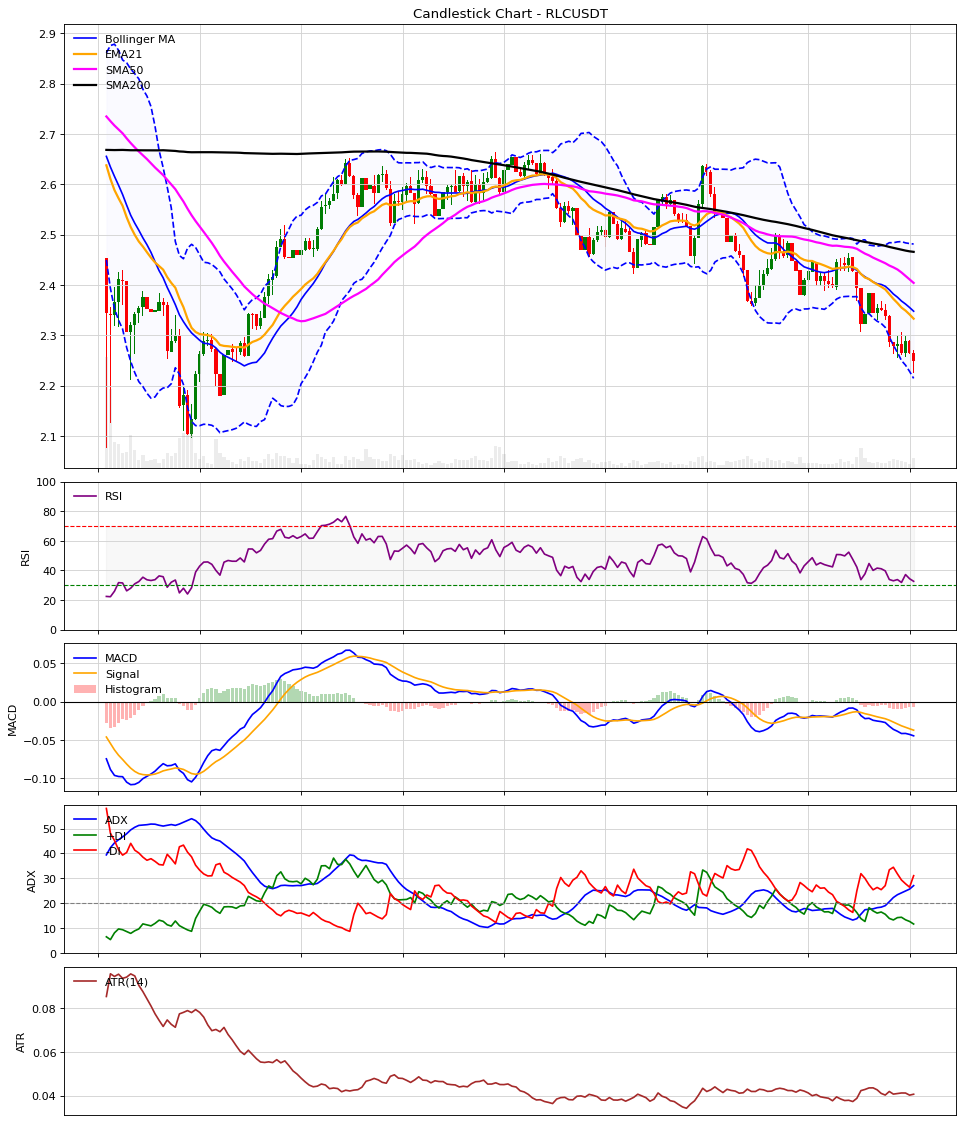 Candlestick Chart - RLCUSDT
Bollinger MA
EMA21
SMA50
SMA200
2.9
2.8
2.7
2.6
2.5
2.4
2.3
2.2
2.1
RSI
RSI
100
80
60
40
20
0
MACD
Signal
Histogram
MACD
0.05
0.00
−0.05
−0.10
ADX
+DI
-DI
ADX
50
40
30
20
10
0
ATR(14)
ATR
0.08
0.06
0.04